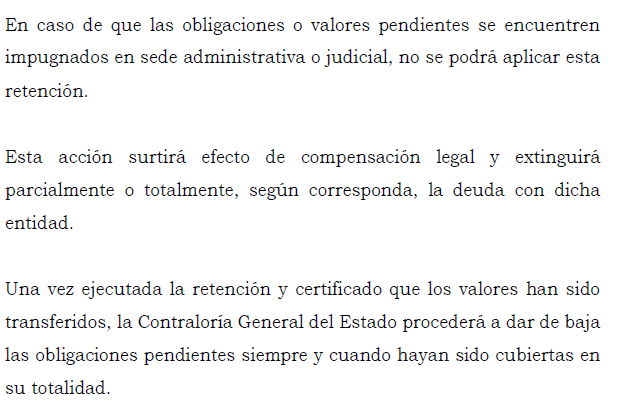 En caso de que las obligaciones o valores pendientes se encuentren
impugnados en sede administrativa o judicial, no se podrá aplicar esta
retención.
Esta acción surtirá efecto de compensación legal y extinguirá
parcialmente o totalmente, según corresponda, la deuda con dicha
entidad.
Una vez ejecutada la retención y certificado que los valores han sido
transferidos, la Contraloría General del Estado procederá a dar de baja
las obligaciones pendientes siempre y cuando hayan sido cubiertas en
su totalidad.